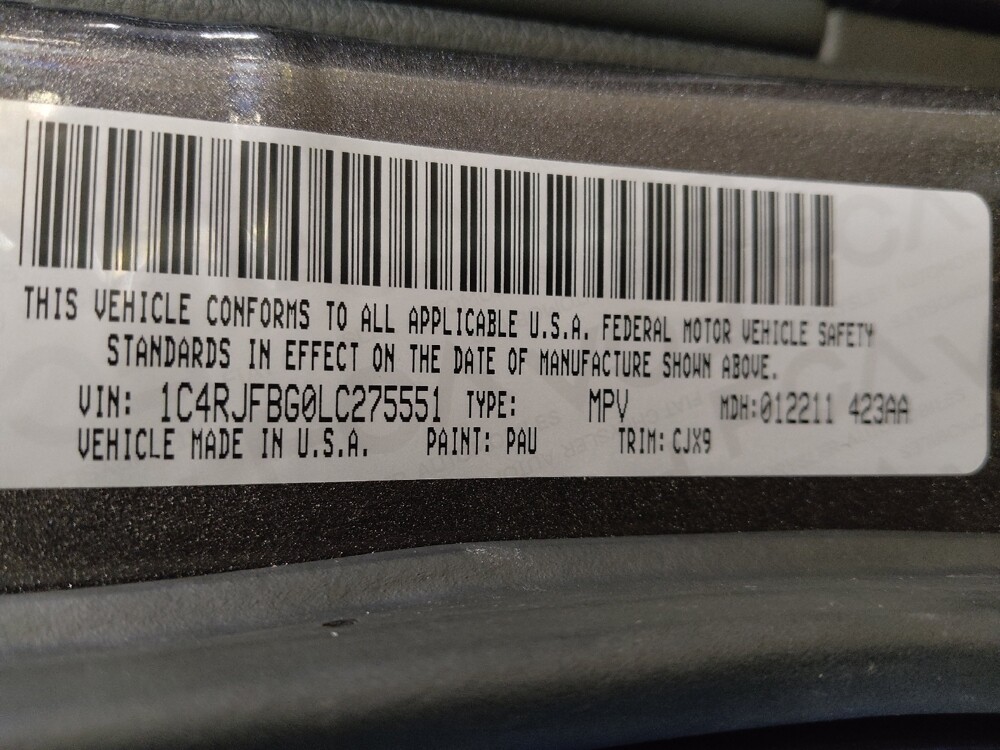 THIS VEHICLE CONFORMS TO ALL APPLICABLE U.S.A. FEDERAL MOTOR VEHICLE SAFETY
STANDARDS IN EFFECT ON THE DATE OF MANUFACTURE SHOWN ABOVE.
VIN: 1C4RJFBG0LC275551 TYPE: MPV MDH:012211 423AA
VEHICLE MADE IN U.S.A. PAINT: PAU TRIM: CJX9